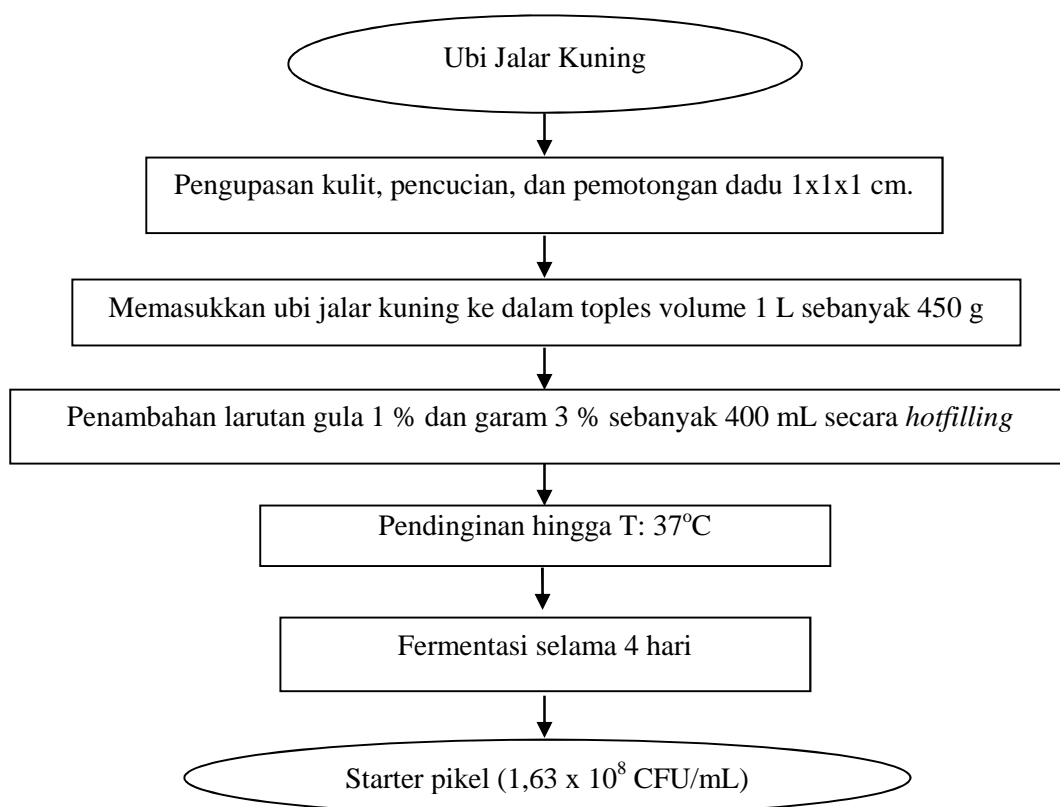 Ubi Jalar Kuning
Pengupasan kulit, pencucian, dan pemotongan dadu 1x1x1 cm.
Memasukkan ubi jalar kuning ke dalam toples volume 1 L sebanyak 450 g
Penambahan larutan gula 1 % dan garam 3 % sebanyak 400 mL secara hotfilling
Pendinginan hingga T: 37°C
Fermentasi selama 4 hari
Starter pikel (1,63 x 10⁸ CFU/mL)